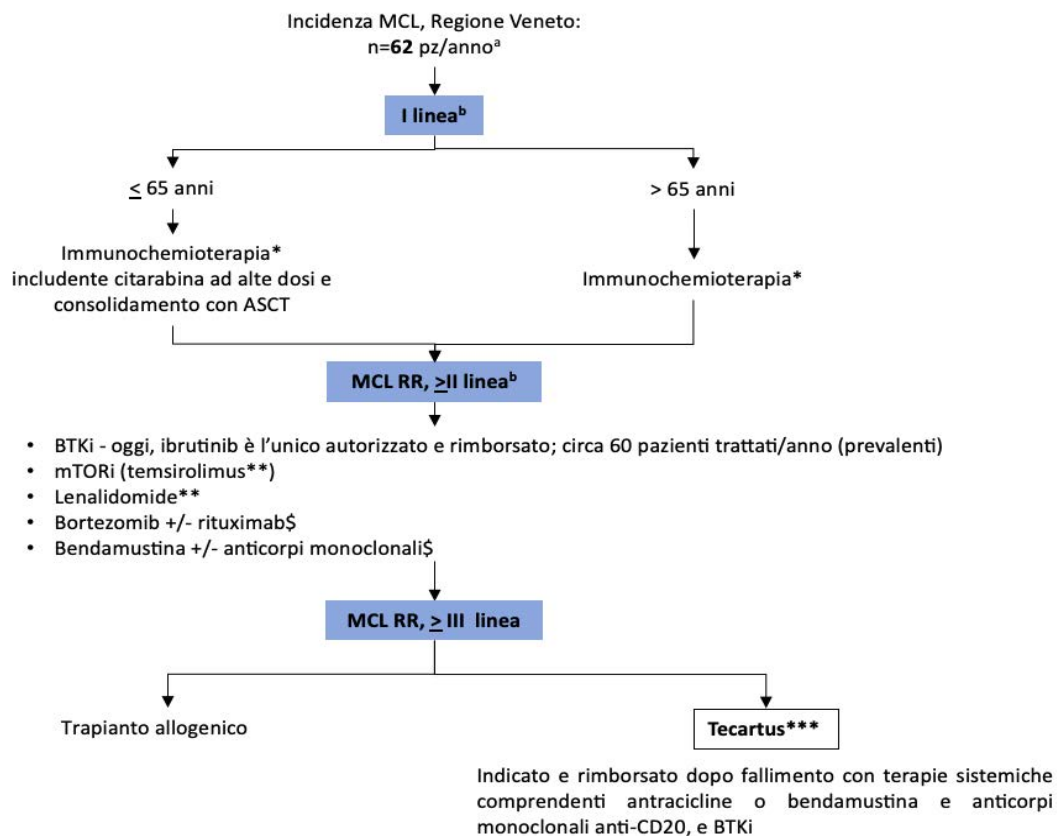 Incidenza MCL, Regione Veneto:
n=62 pz/annoᵃ
I lineaᵇ
≤ 65 anni
> 65 anni
Immunochemioterapia*
includente citarabina ad alte dosi e
consolidamento con ASCT
Immunochemioterapia*
MCL RR, ≥II lineaᵇ
• BTKi - oggi, ibrutinib è l'unico autorizzato e rimborsato; circa 60 pazienti trattati/anno (prevalenti)
• mTORi (temsirolimus**)
• Lenalidomide**
• Bortezomib +/- rituximab$
• Bendamustina +/- anticorpi monoclonali$
MCL RR, ≥ III linea
Trapianto allogenico
Tecartus***
Indicato e rimborsato dopo fallimento con terapie sistemiche
comprendenti antracicline o bendamustina e anticorpi
monoclonali anti-CD20, e BTKi